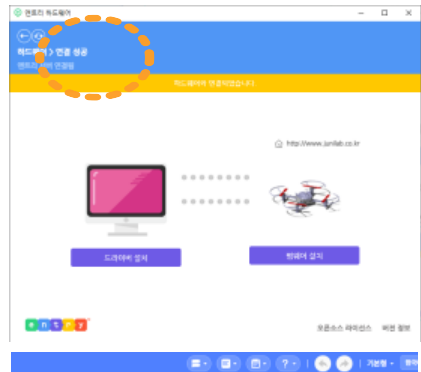 엔트리 하드웨어
하드웨어 > 연결 성공
엔트리 서버 연결됨
하드웨어와 연결되었습니다
http://www.junilab.co.kr
드라이버 설치
펌웨어 설치
entry
오픈소스 라이선스 버전 정보
? 기본형